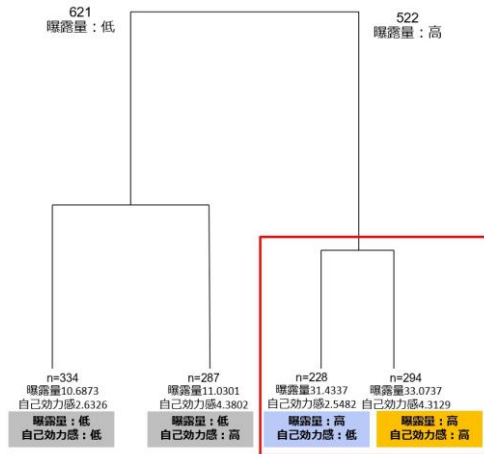 621
曝露量：低
522
曝露量：高
n=334
曝露量10.6873
自己効力感2.6326
曝露量：低
自己効力感：低
n=287
曝露量11.0301
自己効力感4.3802
曝露量：低
自己効力感：高
n=228
曝露量31.4337
自己効力感2.5482
曝露量：高
自己効力感：低
n=294
曝露量33.0737
自己効力感4.3129
曝露量：高
自己効力感：高